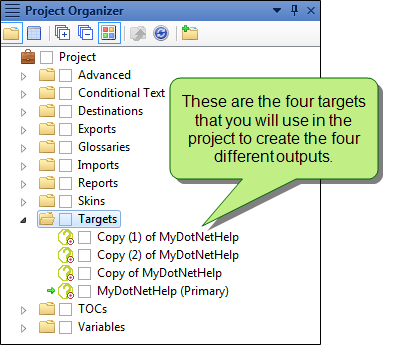 Project Organizer
Project
Advanced
Conditional Text
Destinations
Exports
Glossaries
Imports
Reports
Skins
Targets
Copy (1) of MyDotNetHelp
Copy (2) of MyDotNetHelp
Copy of MyDotNetHelp
MyDotNetHelp (Primary)
TOCs
Variables
These are the four targets
that you will use in the
project to create the four
different outputs.